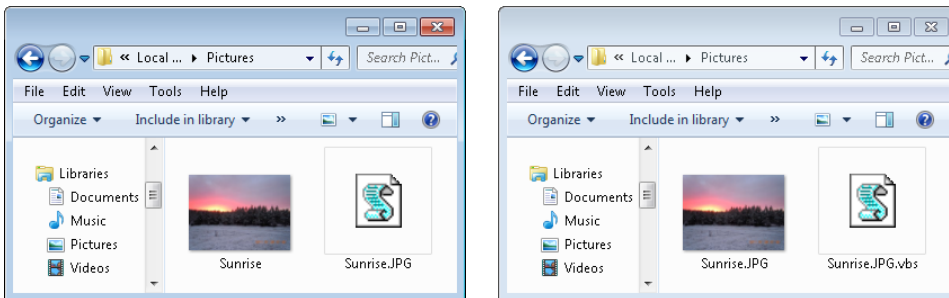 « Local ... ▸ Pictures
Search Pict...
File Edit View Tools Help
Organize Include in library »
Libraries
Documents
Music
Pictures
Videos
Sunrise
Sunrise.JPG
« Local ... ▸ Pictures
Search Pict...
File Edit View Tools Help
Organize Include in library »
Libraries
Documents
Music
Pictures
Videos
Sunrise.JPG
Sunrise.JPG.vbs